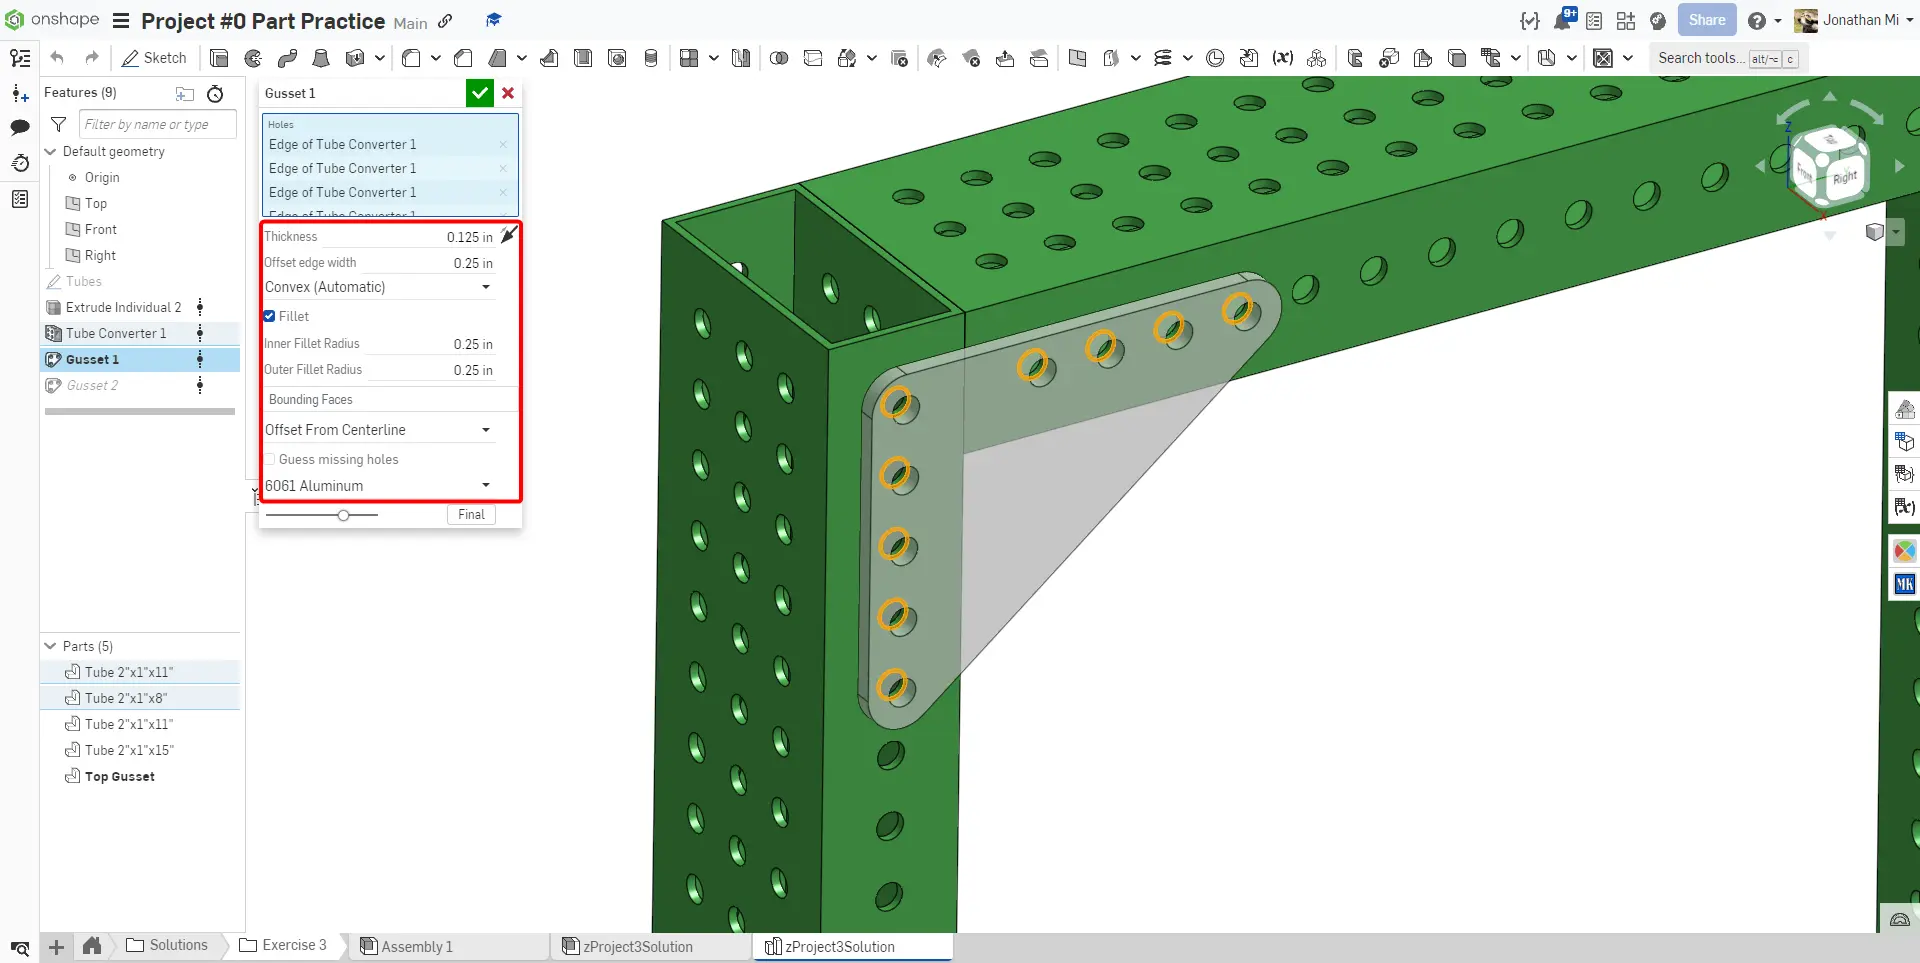 onshape
Project #0 Part Practice Main
9+
Share
Jonathan Mi
Sketch
Search tools... alt/⌥ c
Features (9)
Filter by name or type
Default geometry
Origin
Top
Front
Right
Tubes
Extrude Individual 2
Tube Converter 1
Gusset 1
Gusset 2
Parts (5)
Tube 2"x1"x11"
Tube 2"x1"x8"
Tube 2"x1"x11"
Tube 2"x1"x15"
Top Gusset
Gusset 1
Holes
Edge of Tube Converter 1
Edge of Tube Converter 1
Edge of Tube Converter 1
Edge of Tube Converter 1
Thickness 0.125 in
Offset edge width 0.25 in
Convex (Automatic)
Fillet
Inner Fillet Radius 0.25 in
Outer Fillet Radius 0.25 in
Bounding Faces
Offset From Centerline
Guess missing holes
6061 Aluminum
Final
Z
Front
Right
X
MK
Solutions
Exercise 3
Assembly 1
zProject3Solution
zProject3Solution